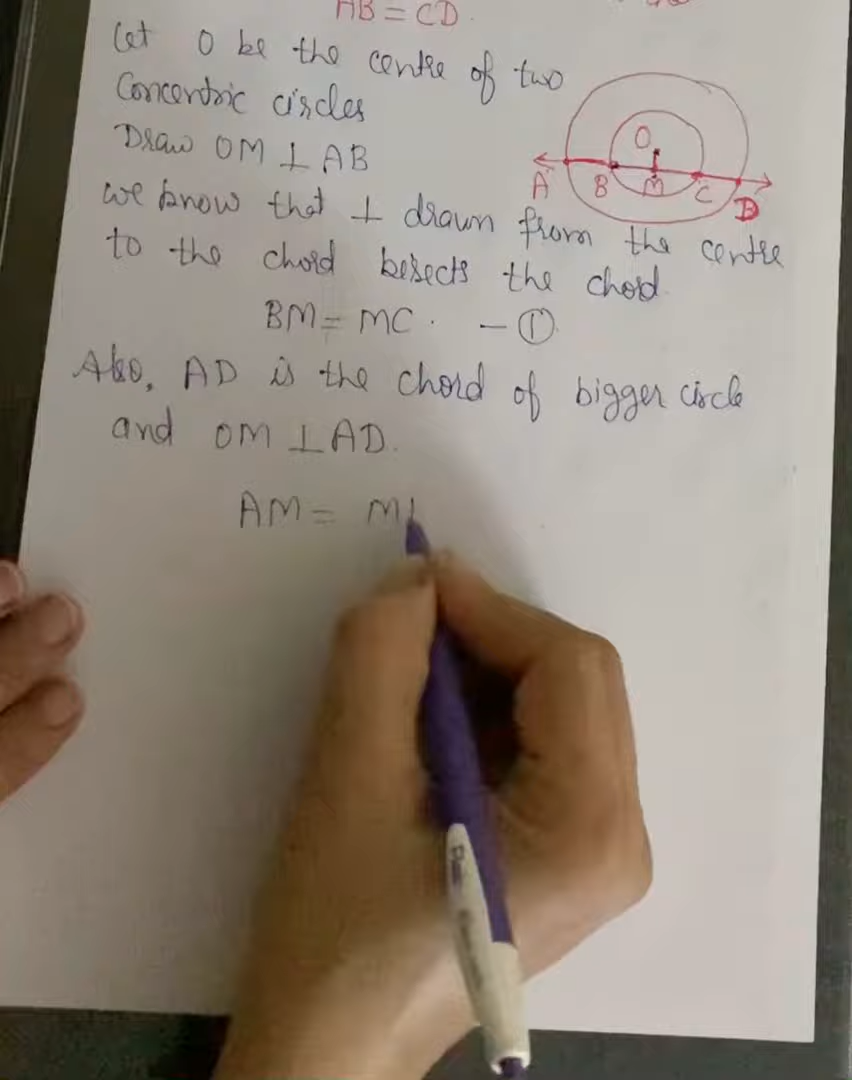 AB = CD.
Let O be the centre of two
Concentric circles
Draw OM ⊥ AB
O
A B M C D
we know that ⊥ drawn from the centre
to the chord besects the chord.
BM = MC. — ①
Also, AD is the chord of bigger circle
and OM ⊥ AD.
AM = M